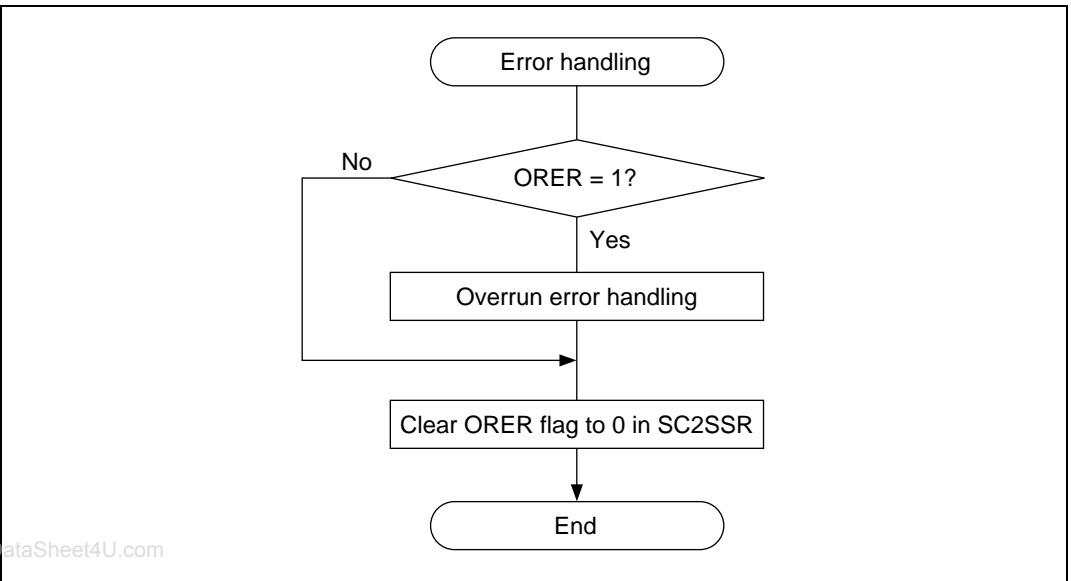 Error handling
No
ORER = 1?
Yes
Overrun error handling
Clear ORER flag to 0 in SC2SSR
End
ataSheet4U.com